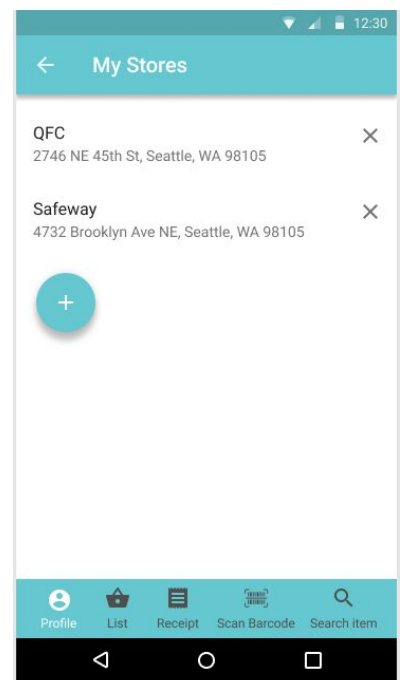 12:30
My Stores
QFC
2746 NE 45th St, Seattle, WA 98105
Safeway
4732 Brooklyn Ave NE, Seattle, WA 98105
Profile List Receipt Scan Barcode Search item